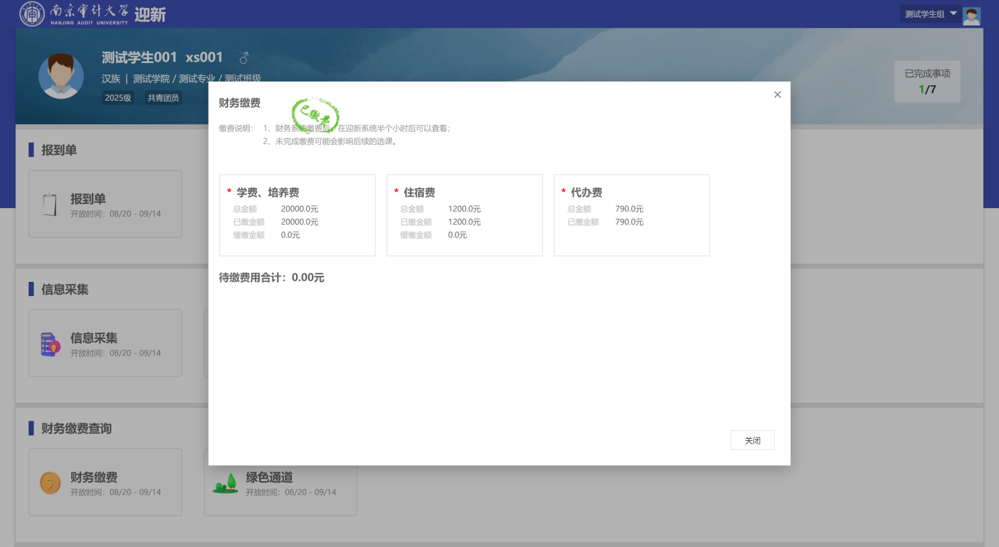 南京审计大学 迎新
NANJING AUDIT UNIVERSITY
测试学生组
测试学生001 xs001
汉族 | 测试学院 / 测试专业 / 测试班级
2025级 共青团员
已完成事项
1/7
报到单
报到单
开放时间：08/20 - 09/14
信息采集
信息采集
开放时间：08/20 - 09/14
财务缴费查询
财务缴费
开放时间：08/20 - 09/14
绿色通道
开放时间：08/20 - 09/14
财务缴费
已缴费
缴费说明： 1、财务系统缴费后，在迎新系统半个小时后可以查看；
2、未完成缴费可能会影响后续的选课。
* 学费、培养费
总金额 20000.0元
已缴金额 20000.0元
缓缴金额 0.0元
* 住宿费
总金额 1200.0元
已缴金额 1200.0元
缓缴金额 0.0元
* 代办费
总金额 790.0元
已缴金额 790.0元
待缴费用合计：0.00元
关闭